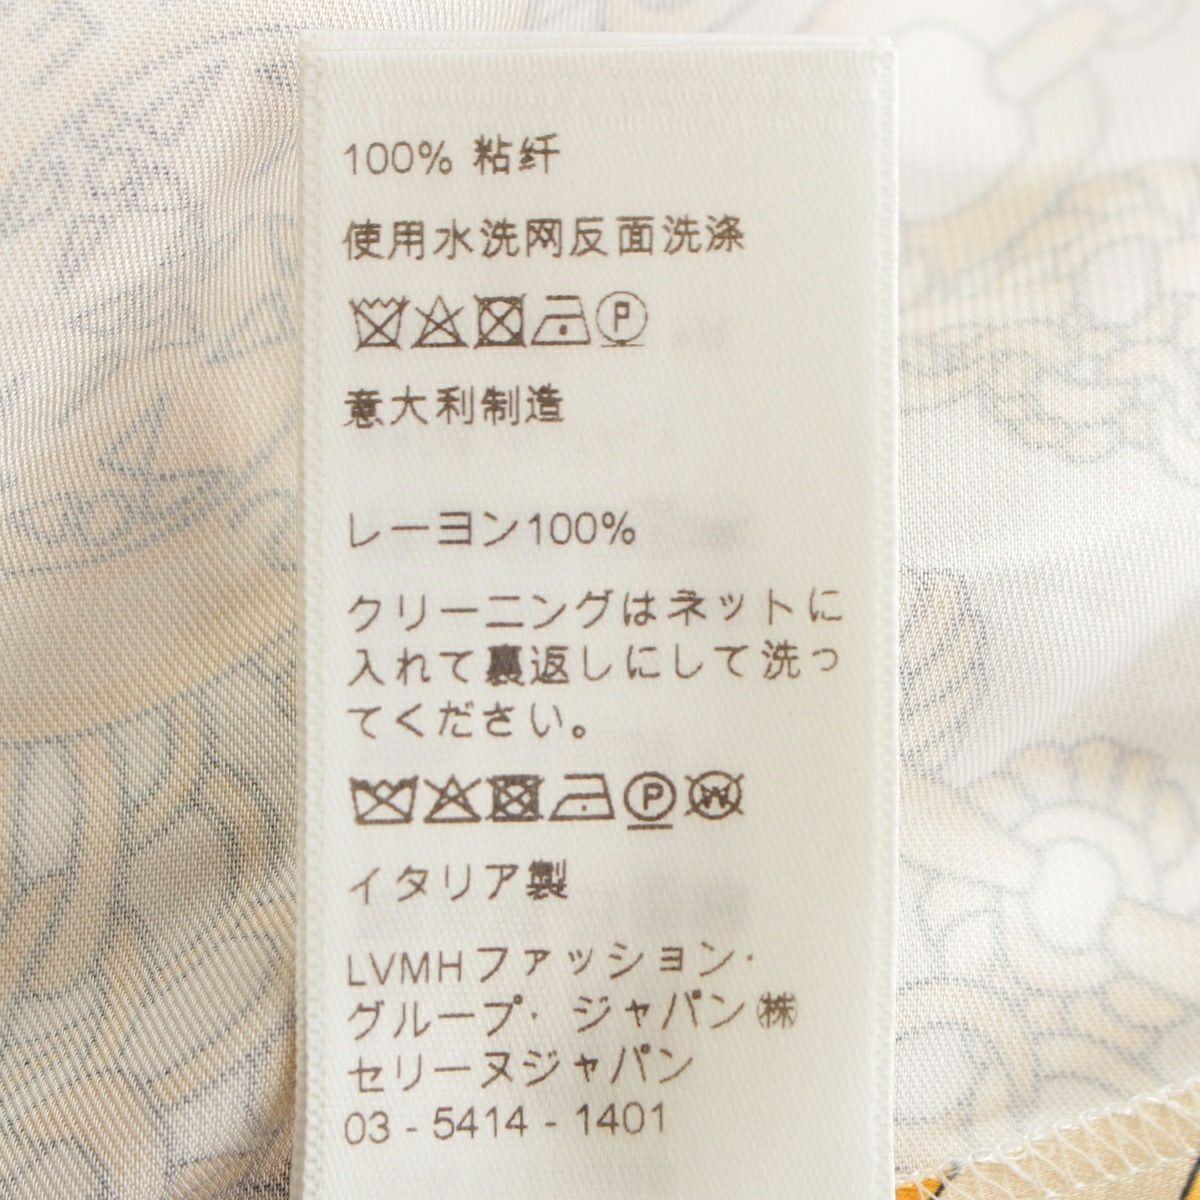 100% 粘纤
使用水洗网反面洗涤
P
意大利制造
レーヨン100%
クリーニングはネットに
入れて裏返しにして洗っ
てください。
P W
イタリア製
LVMHファッション・
グループ・ジャパン㈱
セリーヌジャパン
03 - 5414 - 1401